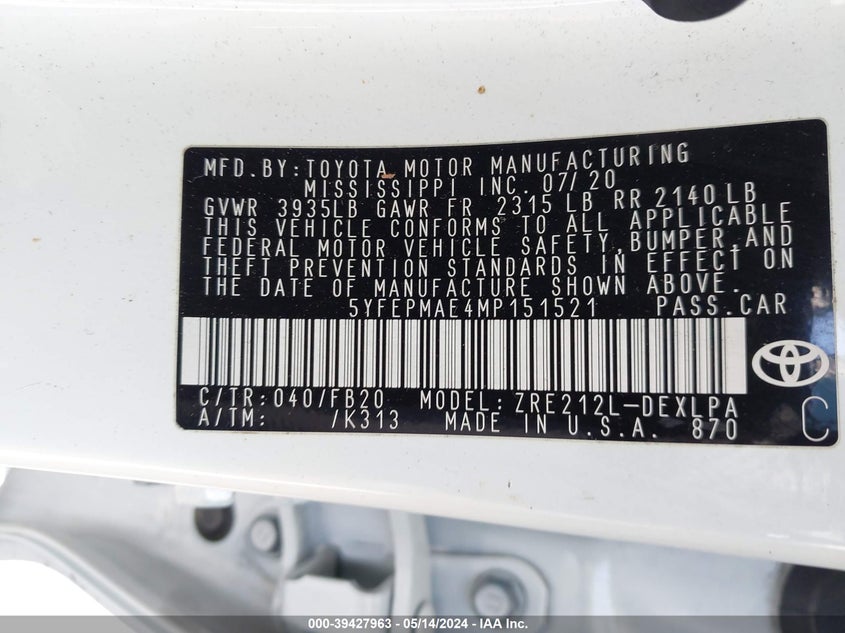 MFD.BY:TOYOTA MOTOR MANUFACTURING
MISSISSIPPI INC. 07/20
GVWR 3935LB GAWR FR 2315 LB RR 2140 LB
THIS VEHICLE CONFORMS TO ALL APPLICABLE
FEDERAL MOTOR VEHICLE SAFETY,BUMPER,AND
THEFT PREVENTION STANDARDS IN EFFECT ON
THE DATE OF MANUFACTURE SHOWN ABOVE.
5YFEPMAE4MP151521 PASS.CAR
C/TR:040/FB20 MODEL:ZRE212L-DEXLPA
A/TM: /K313 MADE IN U.S.A. 870
C
000-39427963 - 05/14/2024 - IAAI Inc.